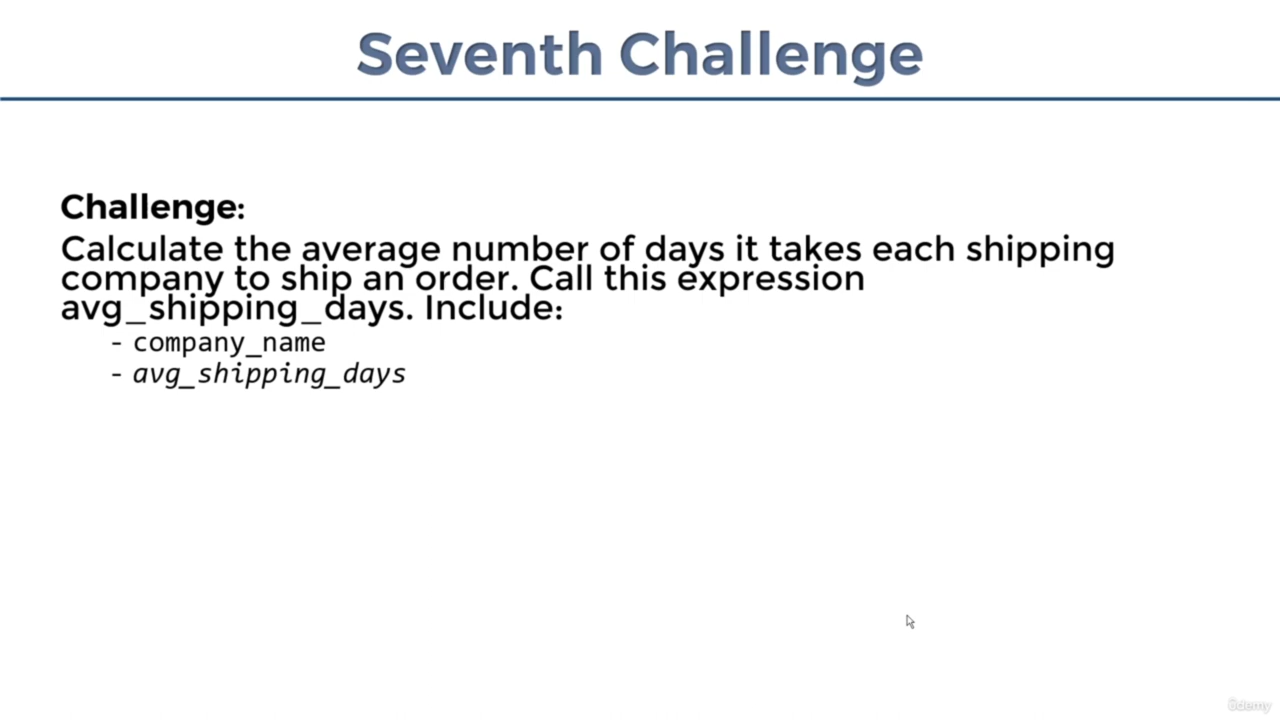 Seventh Challenge
Challenge:
Calculate the average number of days it takes each shipping
company to ship an order. Call this expression
avg_shipping_days. Include:
- company_name
- avg_shipping_days
ûdemy